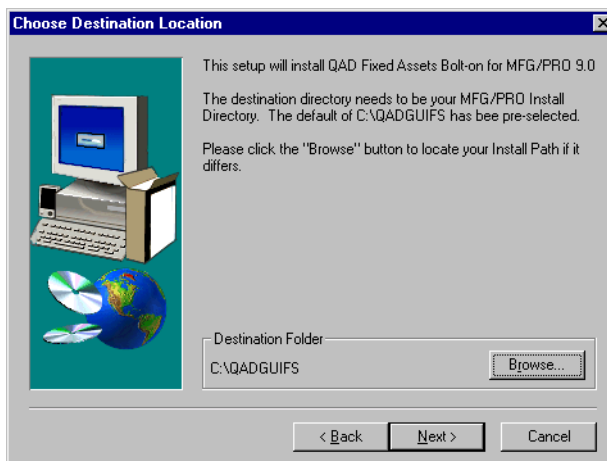 Choose Destination Location
This setup will install QAD Fixed Assets Bolt-on for MFG/PRO 9.0
The destination directory needs to be your MFG/PRO Install
Directory. The default of C:\QADGUIFS has bee pre-selected.
Please click the "Browse" button to locate your Install Path if it
differs.
Destination Folder
C:\QADGUIFS
Browse...
< Back
Next >
Cancel